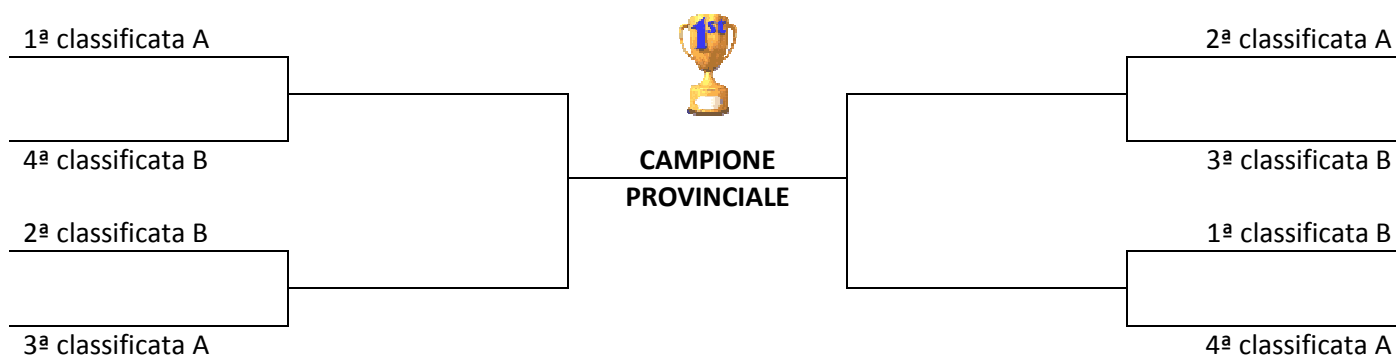 1ª classificata A
4ª classificata B
2ª classificata B
3ª classificata A
1st
CAMPIONE
PROVINCIALE
2ª classificata A
3ª classificata B
1ª classificata B
4ª classificata A